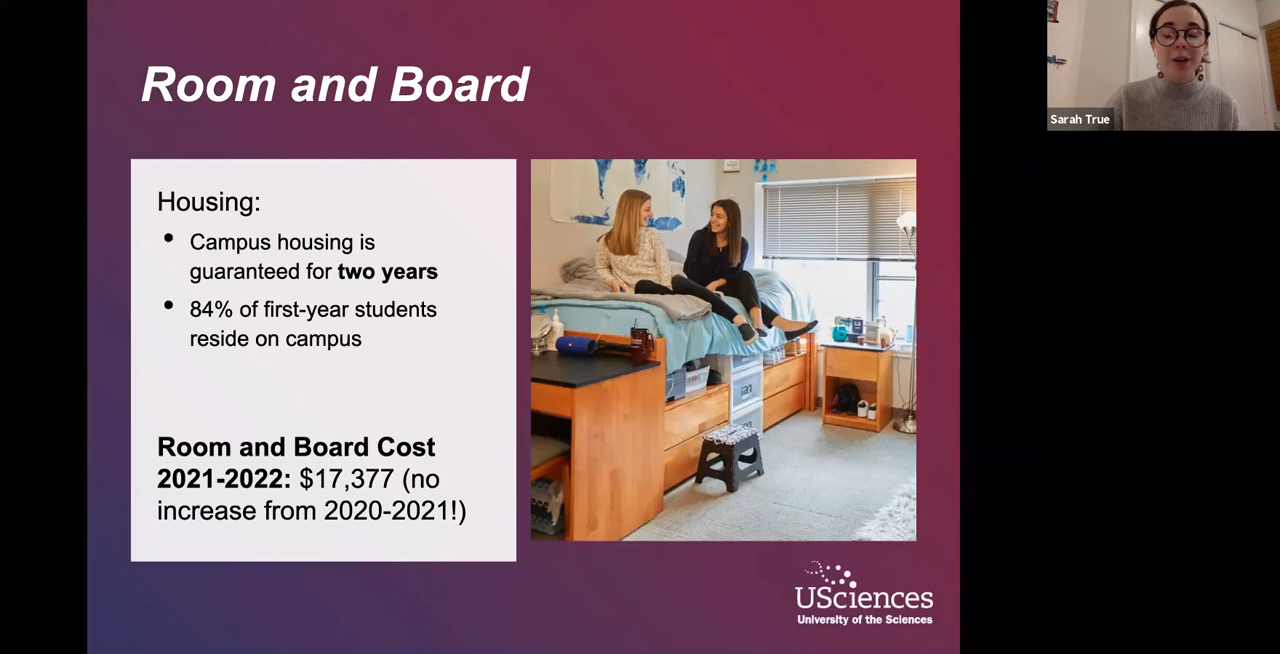 Room and Board
Sarah True
Housing:
• Campus housing is
guaranteed for two years
• 84% of first-year students
reside on campus
Room and Board Cost
2021-2022: $17,377 (no
increase from 2020-2021!)
USciences
University of the Sciences